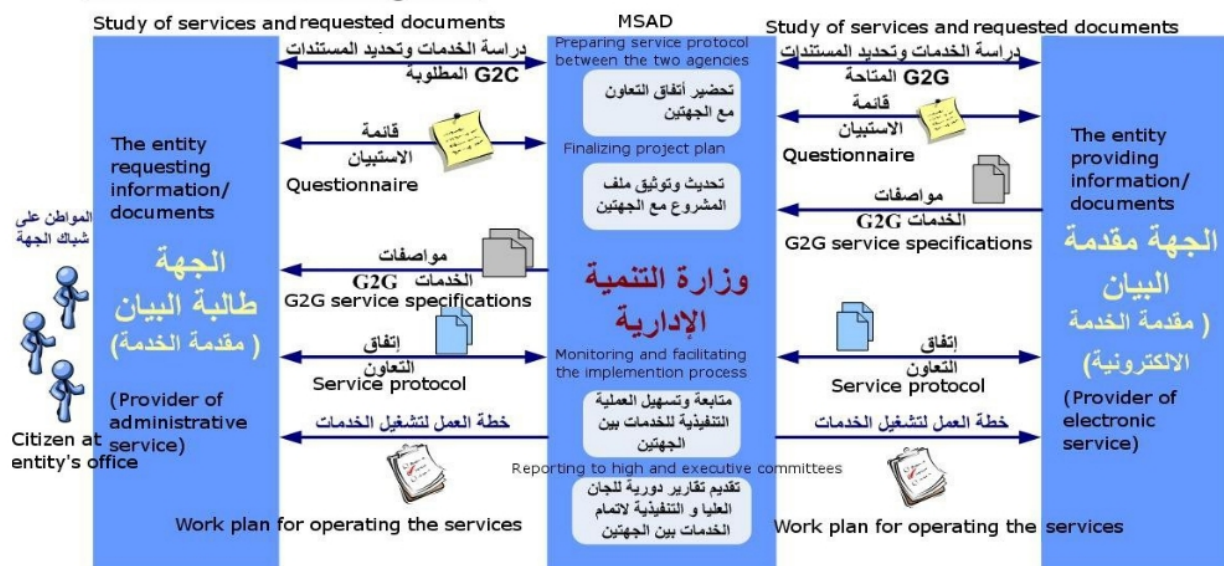 Study of services and requested documents
MSAD
Study of services and requested documents
المواطن على
شباك الجهة
Citizen at
entity's office
The entity
requesting
information/
documents
الجهة
طالبة البيان
( مقدمة الخدمة)
(Provider of
administrative
service)
دراسة الخدمات وتحديد المستندات
المطلوبة G2C
قائمة
الاستبيان
Questionnaire
مواصفات
الخدمات G2G
G2G service specifications
إتفاق
التعاون
Service protocol
خطة العمل لتشغيل الخدمات
Work plan for operating the services
Preparing service protocol
between the two agencies
تحضير أتفاق التعاون
مع الجهتين
Finalizing project plan
تحديث وتوثيق ملف
المشروع مع الجهتين
وزارة التنمية
الإدارية
Monitoring and facilitating
the implemention process
متابعة وتسهيل العملية
التنفيذية للخدمات بين
الجهتين
Reporting to high and executive committees
تقديم تقارير دورية للجان
العليا و التنفيذية لاتمام
الخدمات بين الجهتين
دراسة الخدمات وتحديد المستندات
المتاحة G2G
قائمة
الاستبيان
Questionnaire
مواصفات
الخدمات G2G
G2G service specifications
إتفاق
التعاون
Service protocol
خطة العمل لتشغيل الخدمات
Work plan for operating the services
The entity
providing
information/
documents
الجهة مقدمة
البيان
( مقدمة الخدمة
الالكترونية)
(Provider of
electronic
service)